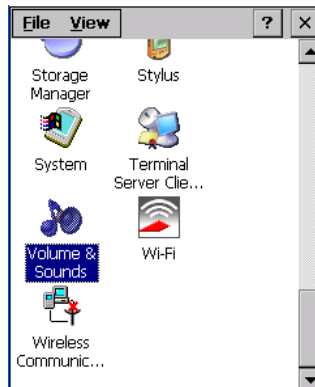 File View ? ×
Storage Manager
Stylus
System
Terminal Server Clie...
Volume & Sounds
Wi-Fi
Wireless Communic...